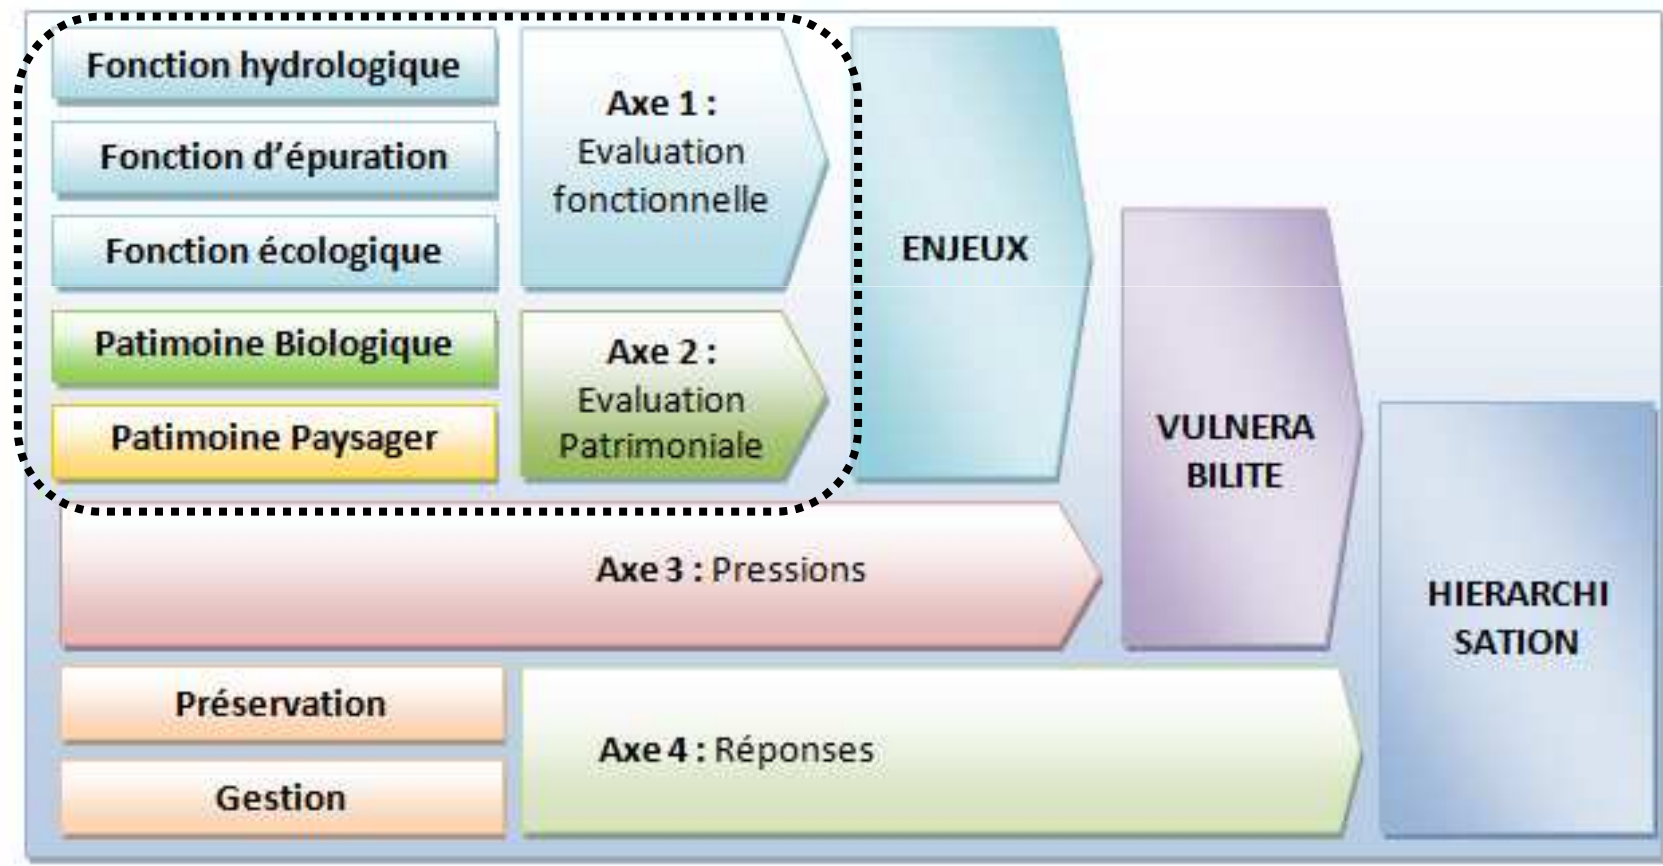 Fonction hydrologique
Fonction d'épuration
Fonction écologique
Patimoine Biologique
Patimoine Paysager
Axe 1 :
Evaluation
fonctionnelle
Axe 2 :
Evaluation
Patrimoniale
ENJEUX
Axe 3 : Pressions
VULNERA
BILITE
Préservation
Gestion
Axe 4 : Réponses
HIERARCHI
SATION